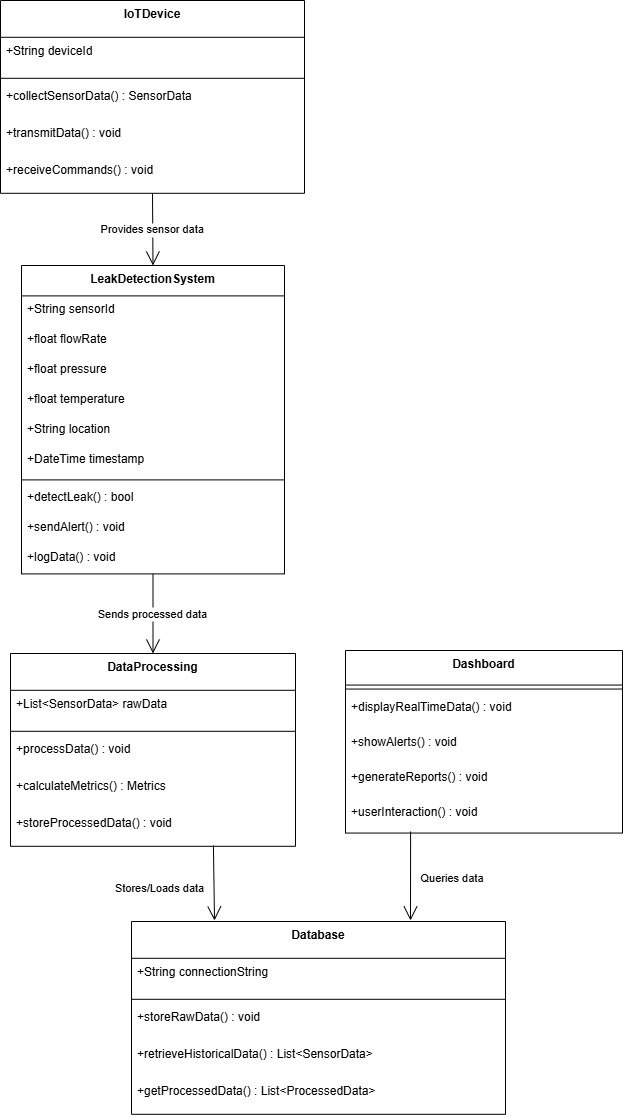 IoTDevice
+String deviceId
+collectSensorData() : SensorData
+transmitData() : void
+receiveCommands() : void
Provides sensor data
LeakDetectionSystem
+String sensorId
+float flowRate
+float pressure
+float temperature
+String location
+DateTime timestamp
+detectLeak() : bool
+sendAlert() : void
+logData() : void
Sends processed data
DataProcessing
+List<SensorData> rawData
+processData() : void
+calculateMetrics() : Metrics
+storeProcessedData() : void
Dashboard
+displayRealTimeData() : void
+showAlerts() : void
+generateReports() : void
+userInteraction() : void
Stores/Loads data
Queries data
Database
+String connectionString
+storeRawData() : void
+retrieveHistoricalData() : List<SensorData>
+getProcessedData() : List<ProcessedData>